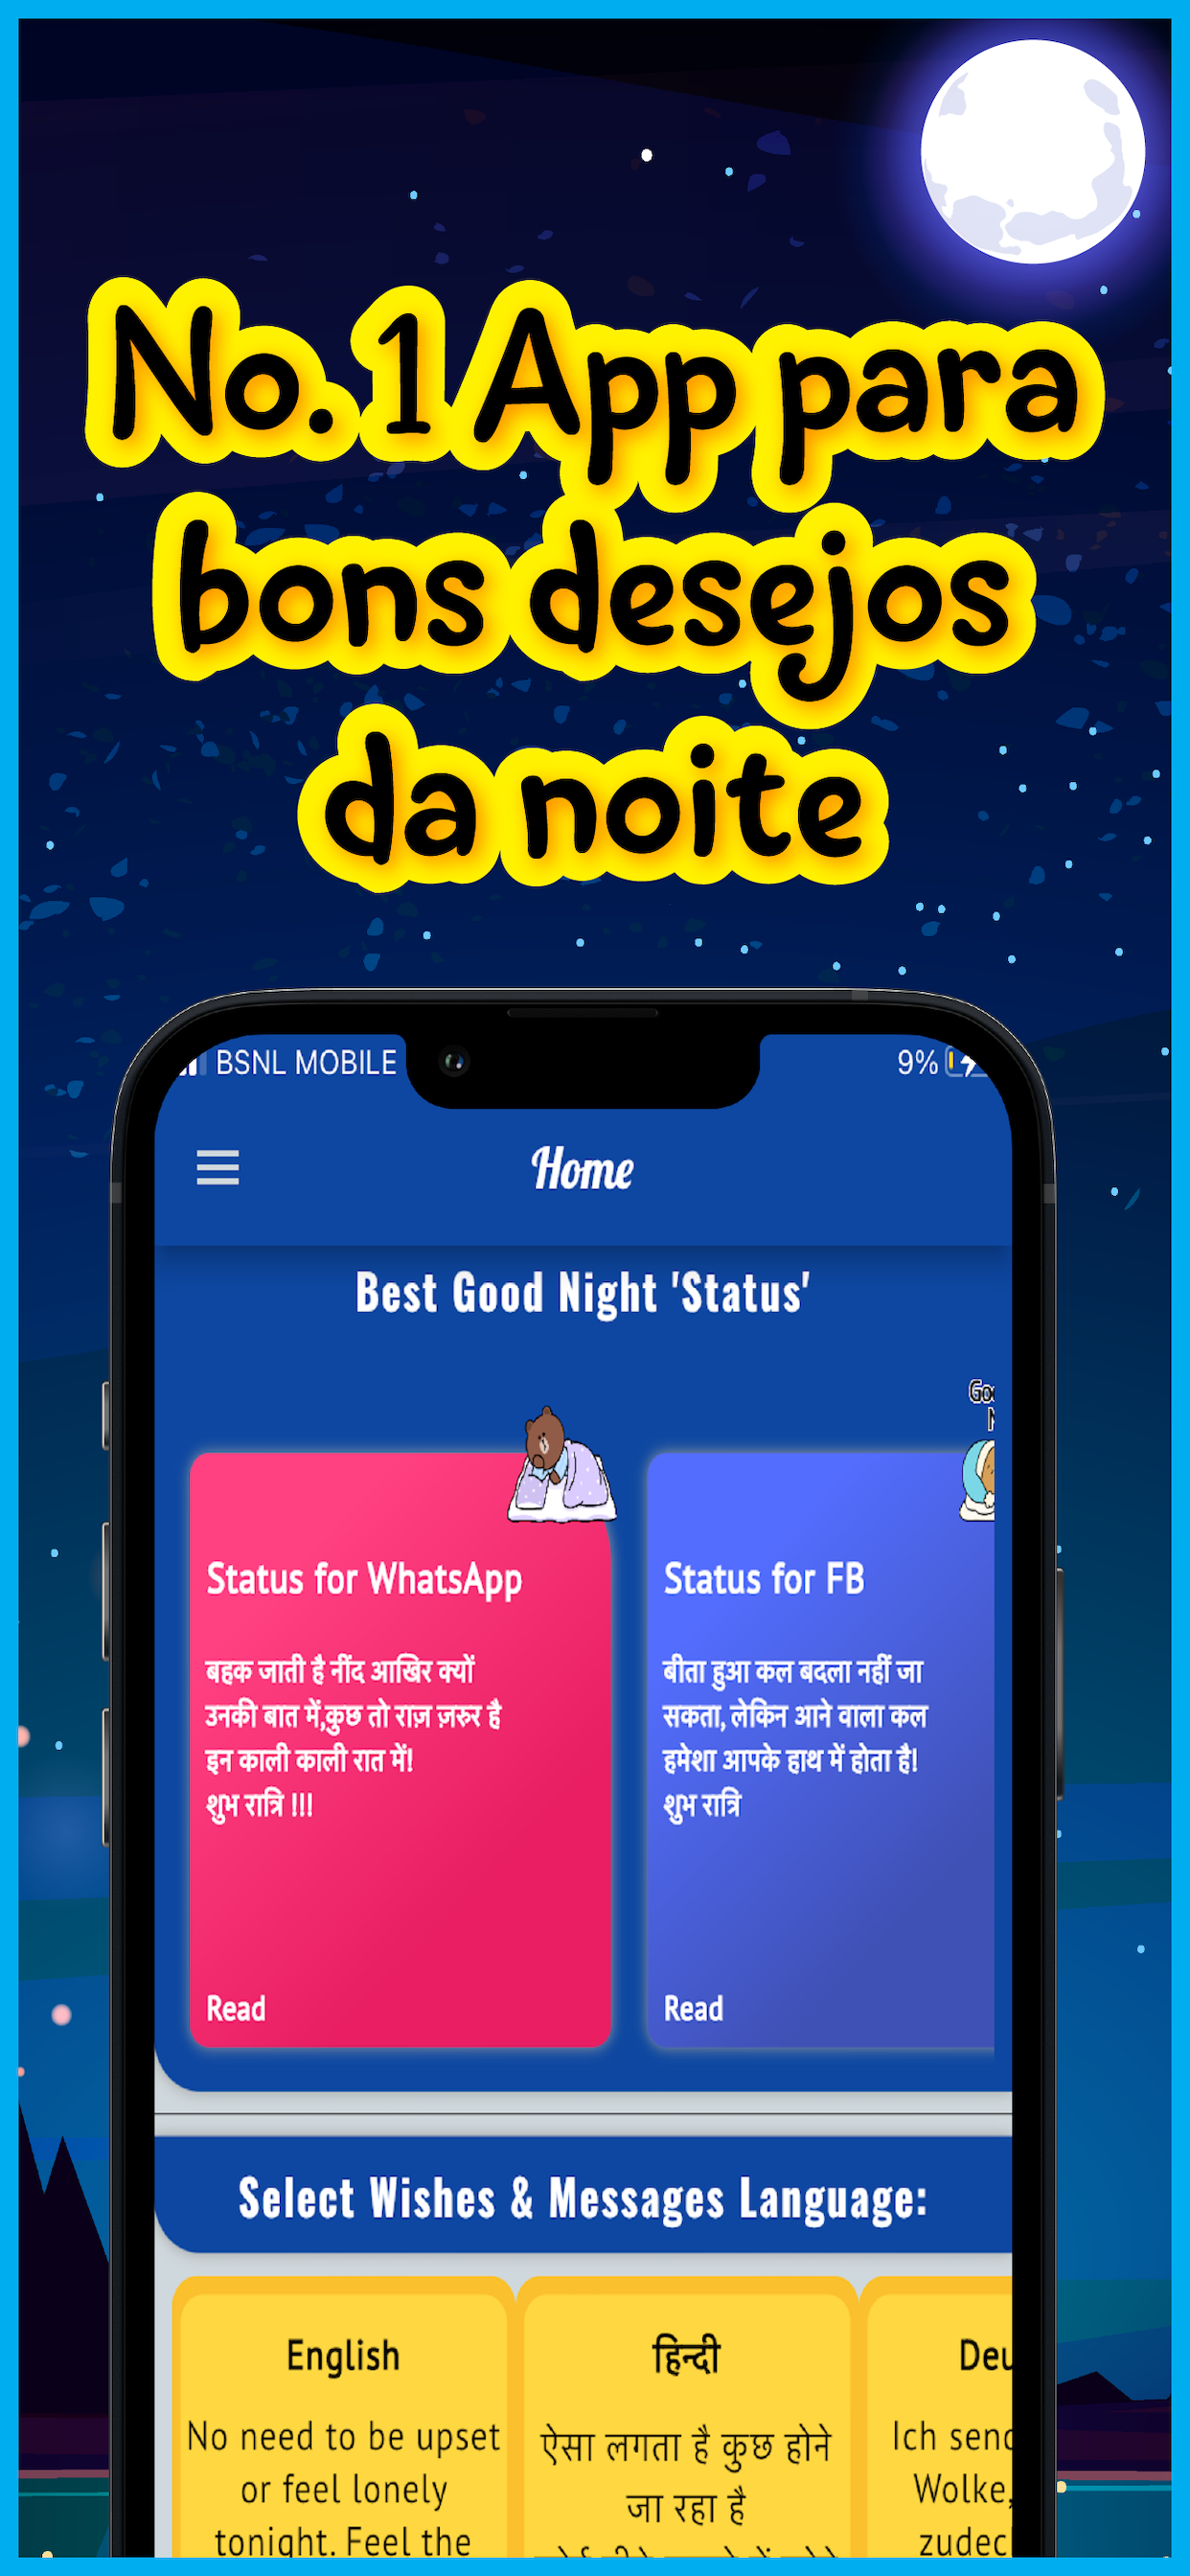 No. 1 App para
bons desejos
da noite
BSNL MOBILE
9%
Home
Best Good Night 'Status'
Status for WhatsApp
बहक जाती है नींद आखिर क्यों
उनकी बात में,कुछ तो राज़ ज़रुर है
इन काली काली रात में!
शुभ रात्रि !!!
Read
Status for FB
बीता हुआ कल बदला नहीं जा
सकता, लेकिन आने वाला कल
हमेशा आपके हाथ में होता है!
शुभ रात्रि
Read
Select Wishes & Messages Language:
English
No need to be upset
or feel lonely
tonight. Feel the
हिन्दी
ऐसा लगता है कुछ होने
जा रहा है
Ich
Wolke,